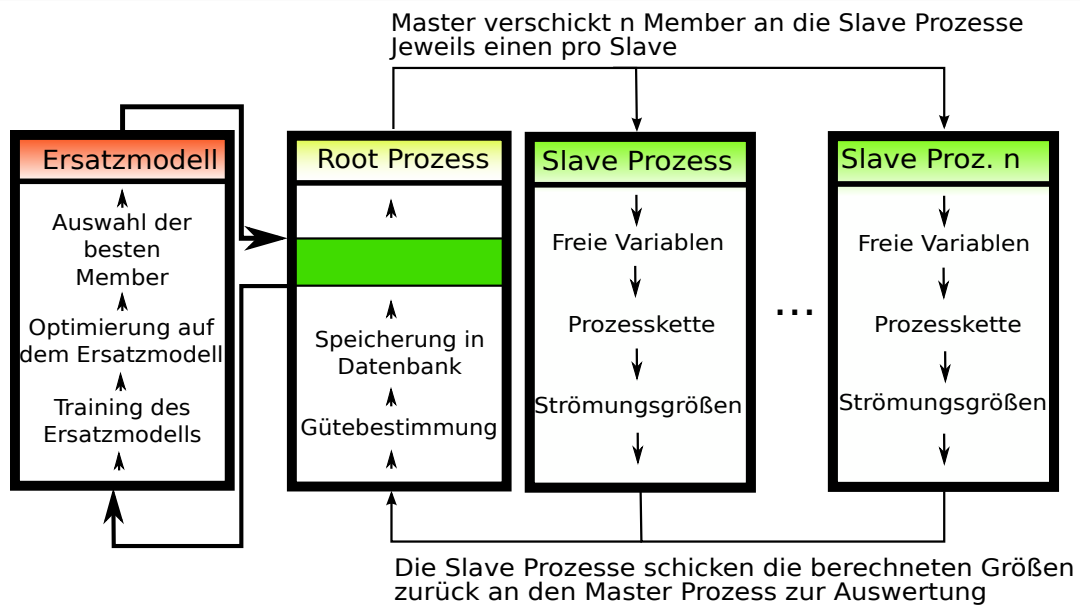 Master verschickt n Member an die Slave Prozesse
Jeweils einen pro Slave
Ersatzmodell
Auswahl der
besten
Member
Optimierung auf
dem Ersatzmodell
Training des
Ersatzmodells
Root Prozess
Speicherung in
Datenbank
Gütebestimmung
Slave Prozess
Freie Variablen
Prozesskette
Strömungsgrößen
...
Slave Proz. n
Freie Variablen
Prozesskette
Strömungsgrößen
Die Slave Prozesse schicken die berechneten Größen
zurück an den Master Prozess zur Auswertung